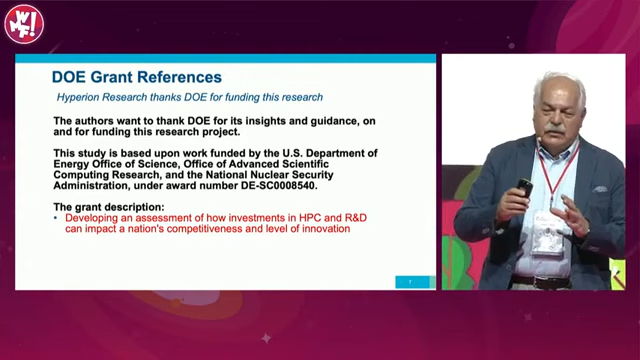 WMF!
DOE Grant References
Hyperion Research thanks DOE for funding this research
The authors want to thank DOE for its insights and guidance, on
and for funding this research project.
This study is based upon work funded by the U.S. Department of
Energy Office of Science, Office of Advanced Scientific
Computing Research, and the National Nuclear Security
Administration, under award number DE-SC0008540.
The grant description:
• Developing an assessment of how investments in HPC and R&D
can impact a nation's competitiveness and level of innovation